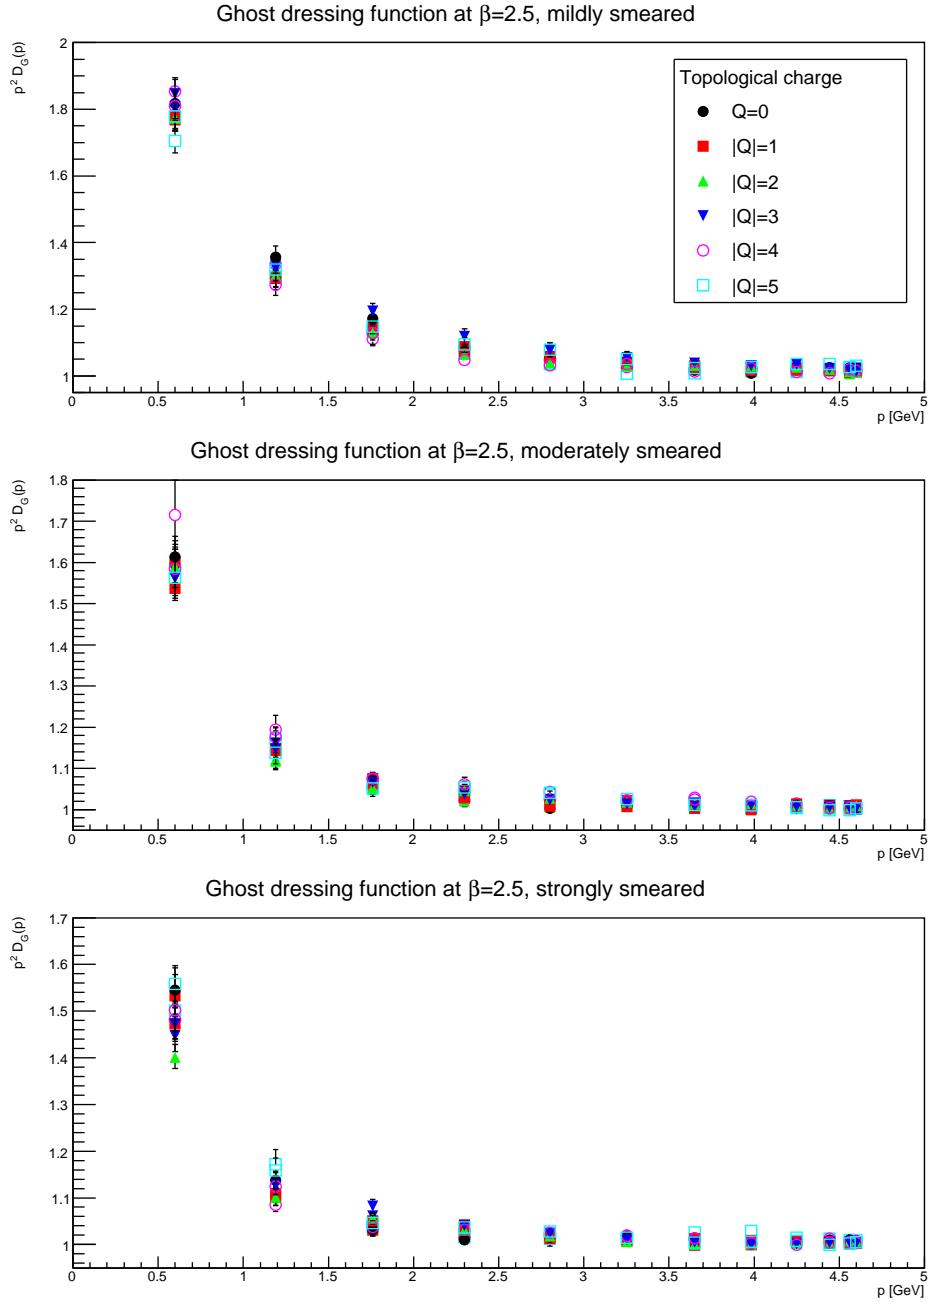 Ghost dressing function at β=2.5, mildly smeared
p² D_G(p)
2
1.8
1.6
1.4
1.2
1
Topological charge
Q=0
|Q|=1
|Q|=2
|Q|=3
|Q|=4
|Q|=5
0 0.5 1 1.5 2 2.5 3 3.5 4 4.5 5
p [GeV]
Ghost dressing function at β=2.5, moderately smeared
p² D_G(p)
1.8
1.7
1.6
1.5
1.4
1.3
1.2
1.1
1
0 0.5 1 1.5 2 2.5 3 3.5 4 4.5 5
p [GeV]
Ghost dressing function at β=2.5, strongly smeared
p² D_G(p)
1.7
1.6
1.5
1.4
1.3
1.2
1.1
1
0 0.5 1 1.5 2 2.5 3 3.5 4 4.5 5
p [GeV]